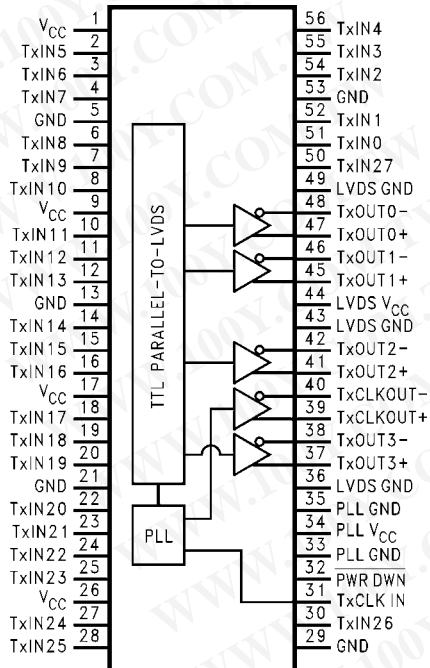 1 VCC
2 TxIN5
3 TxIN6
4 TxIN7
5 GND
6 TxIN8
7 TxIN9
8 TxIN10
9 VCC
10 TxIN11
11 TxIN12
12 TxIN13
13 GND
14 TxIN14
15 TxIN15
16 TxIN16
17 VCC
18 TxIN17
19 TxIN18
20 TxIN19
21 GND
22 TxIN20
23 TxIN21
24 TxIN22
25 TxIN23
26 VCC
27 TxIN24
28 TxIN25
TTL PARALLEL-TO-LVDS
PLL
56 TxIN4
55 TxIN3
54 TxIN2
53 GND
52 TxIN1
51 TxIN0
50 TxIN27
49 LVDS GND
48 TxOUT0-
47 TxOUT0+
46 TxOUT1-
45 TxOUT1+
44 LVDS VCC
43 LVDS GND
42 TxOUT2-
41 TxOUT2+
40 TxCLKOUT-
39 TxCLKOUT+
38 TxOUT3-
37 TxOUT3+
36 LVDS GND
35 PLL GND
34 PLL VCC
33 PLL GND
32 PWR DWN
31 TxCLK IN
30 TxIN26
29 GND
WWW.100Y.COM.TW